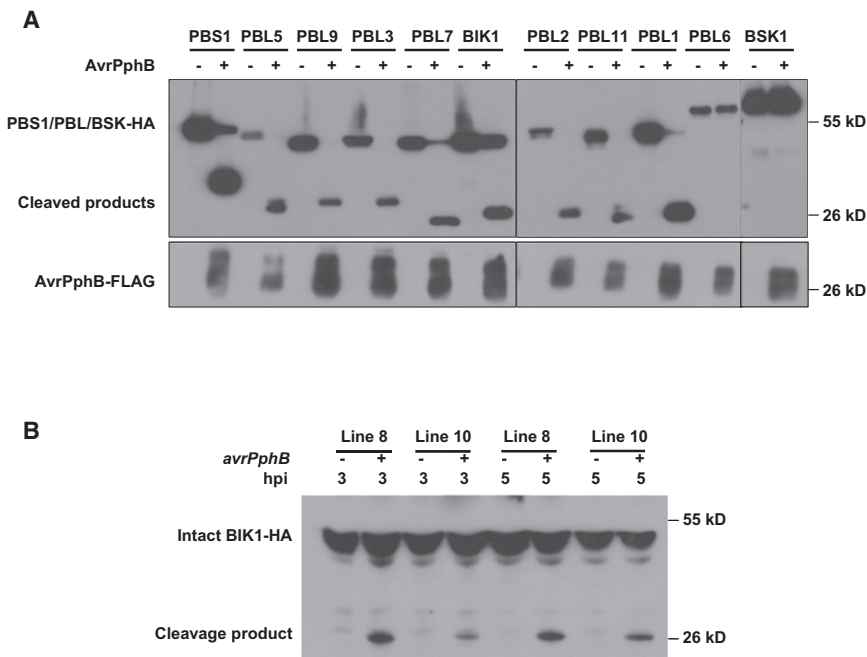 A
PBS1 PBL5 PBL9 PBL3 PBL7 BIK1 PBL2 PBL11 PBL1 PBL6 BSK1
AvrPphB - + - + - + - + - + - + - + - + - + - + - +
PBS1/PBL/BSK-HA
55 kD
Cleaved products
26 kD
AvrPphB-FLAG
26 kD
B
Line 8 Line 10 Line 8 Line 10
avrPphB - + - + - + - +
hpi 3 3 3 3 5 5 5 5
55 kD
Intact BIK1-HA
Cleavage product
26 kD